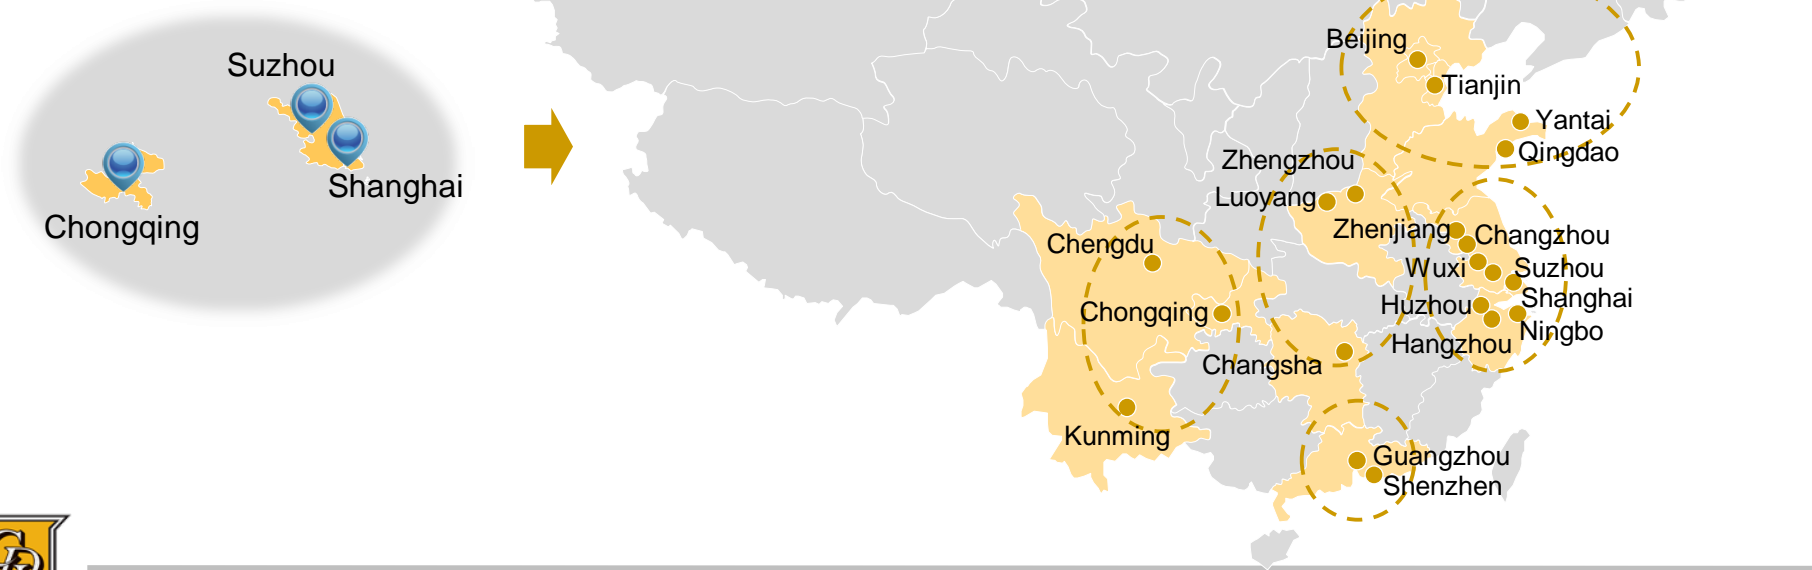 Suzhou
Shanghai
Chongqing
Beijing
Tianjin
Yantai
Qingdao
Zhengzhou
Luoyang
Zhenjiang
Changzhou
Chengdu
Wuxi
Suzhou
Shanghai
Huzhou
Chongqing
Ningbo
Hangzhou
Changsha
Kunming
Guangzhou
Shenzhen